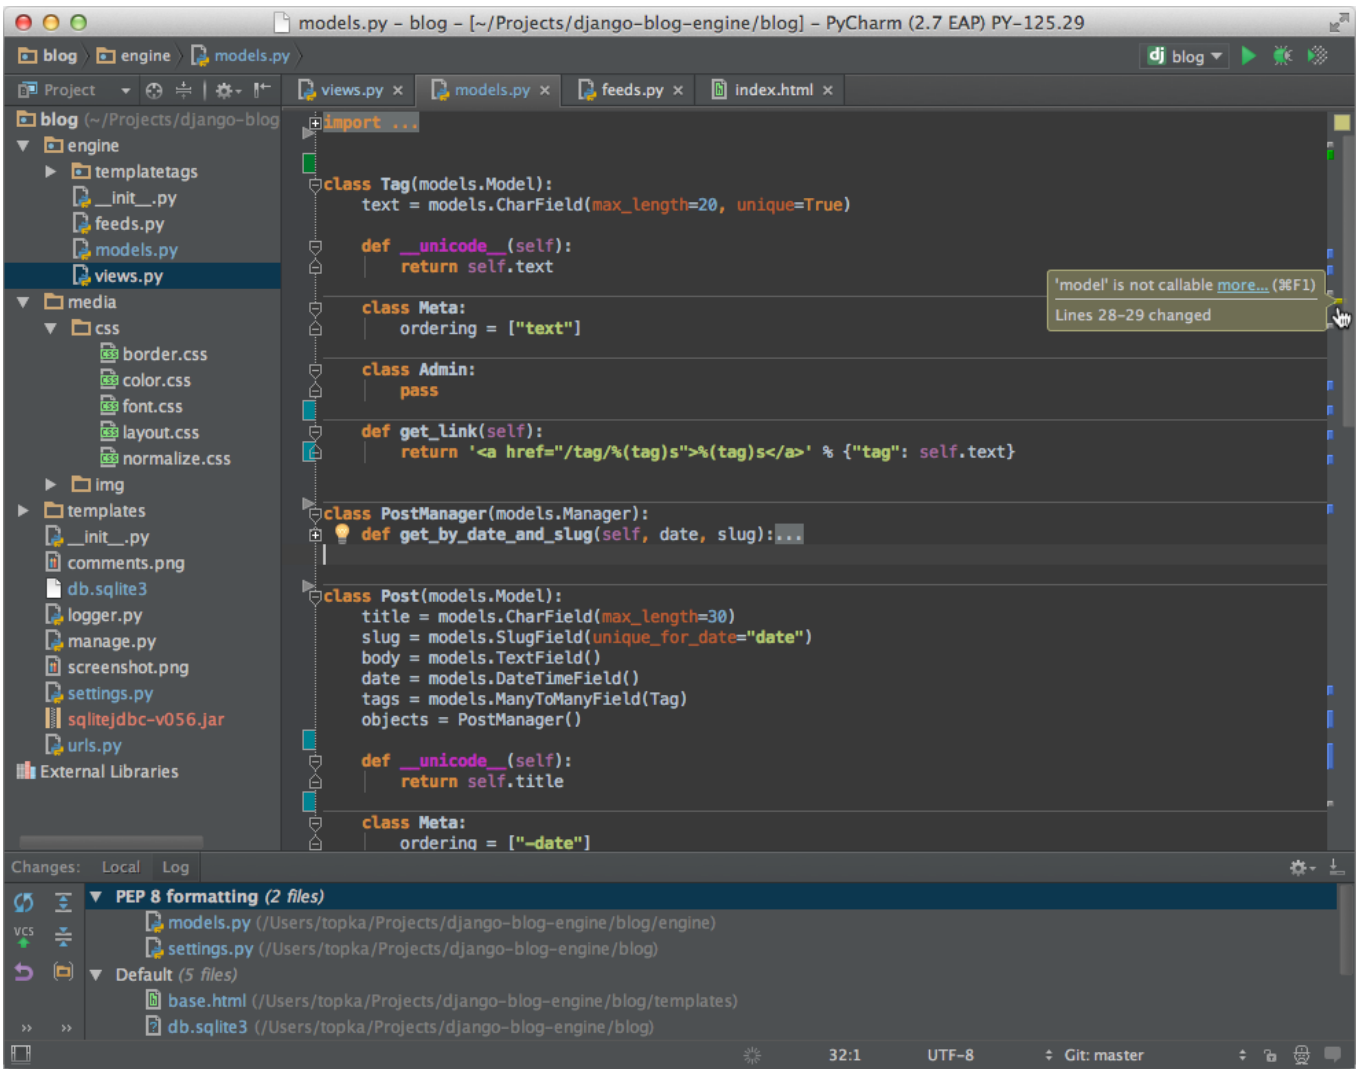 models.py – blog – [~/Projects/django-blog-engine/blog] – PyCharm (2.7 EAP) PY-125.29
blog engine models.py
dj blog
Project
views.py × models.py × feeds.py × index.html ×
blog (~/Projects/django-blog
engine
templatetags
__init__.py
feeds.py
models.py
views.py
media
css
border.css
color.css
font.css
layout.css
normalize.css
img
templates
__init__.py
comments.png
db.sqlite3
logger.py
manage.py
screenshot.png
settings.py
sqlitejdbc-v056.jar
urls.py
External Libraries
import ...
class Tag(models.Model):
text = models.CharField(max_length=20, unique=True)
def __unicode__(self):
return self.text
class Meta:
ordering = ["text"]
class Admin:
pass
def get_link(self):
return '<a href="/tag/%(tag)s">%(tag)s</a>' % {"tag": self.text}
class PostManager(models.Manager):
def get_by_date_and_slug(self, date, slug):...
class Post(models.Model):
title = models.CharField(max_length=30)
slug = models.SlugField(unique_for_date="date")
body = models.TextField()
date = models.DateTimeField()
tags = models.ManyToManyField(Tag)
objects = PostManager()
def __unicode__(self):
return self.title
class Meta:
ordering = ["-date"]
'model' is not callable more... (⌘F1)
Lines 28-29 changed
Changes: Local Log
VCS
PEP 8 formatting (2 files)
models.py (/Users/topka/Projects/django-blog-engine/blog/engine)
settings.py (/Users/topka/Projects/django-blog-engine/blog)
Default (5 files)
base.html (/Users/topka/Projects/django-blog-engine/blog/templates)
db.sqlite3 (/Users/topka/Projects/django-blog-engine/blog)
32:1 UTF-8 Git: master